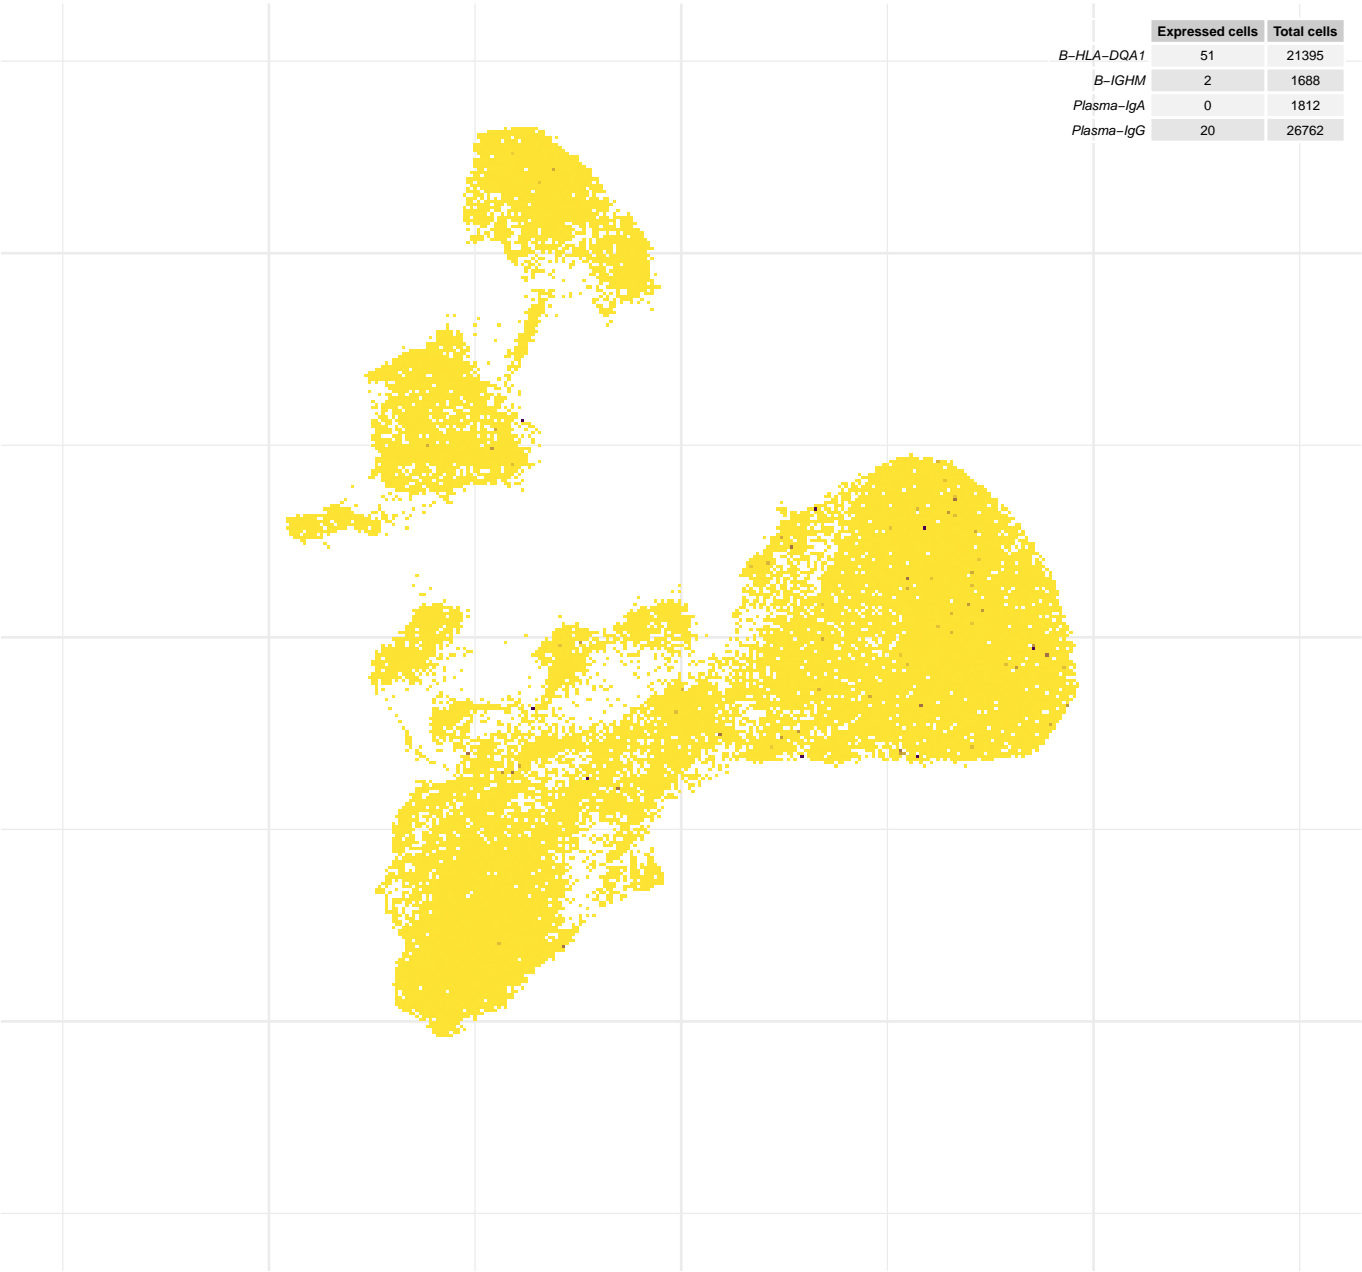 Expressed cells Total cells
B−HLA−DQA1 51 21395
B−IGHM 2 1688
Plasma−IgA 0 1812
Plasma−IgG 20 26762